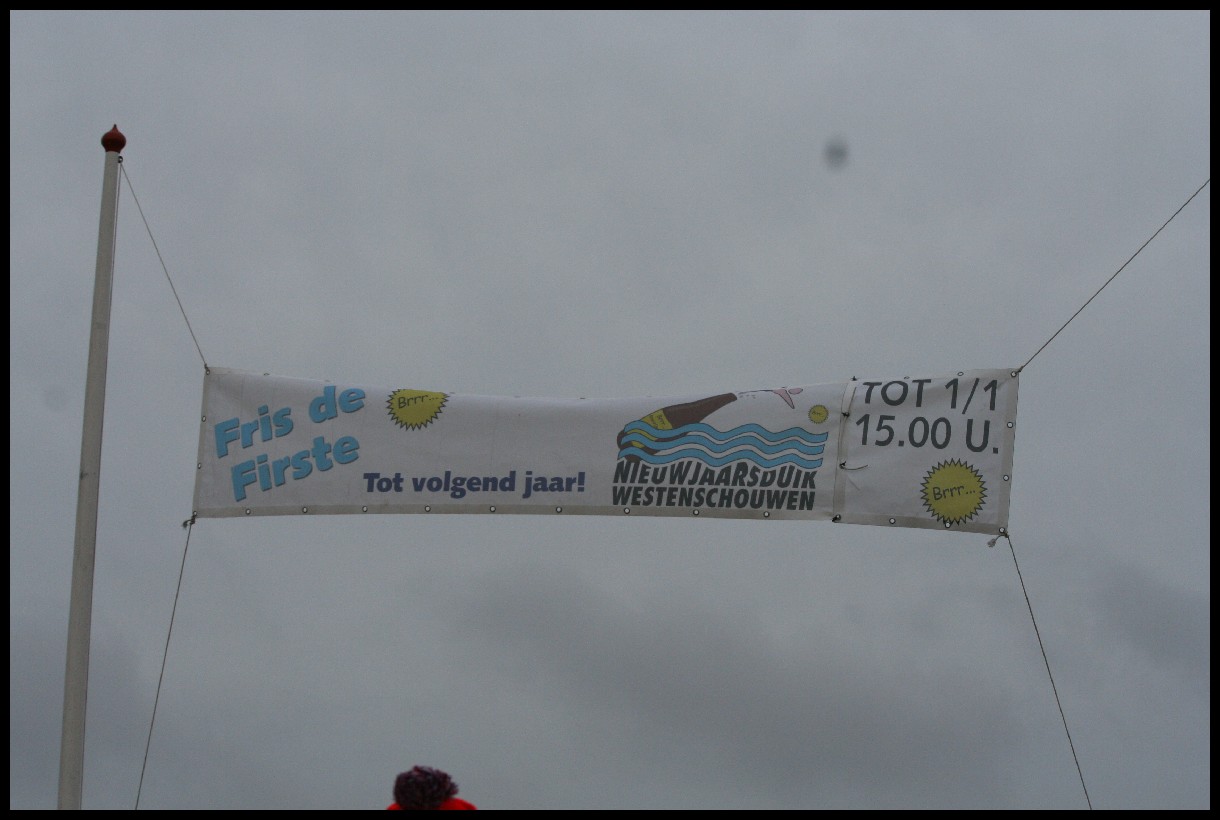 Fris de
Firste
Brrr...
Tot volgend jaar!
NIEUWJAARSDUIK
WESTENSCHOUWEN
TOT 1/1
15.00 U.
Brrr...